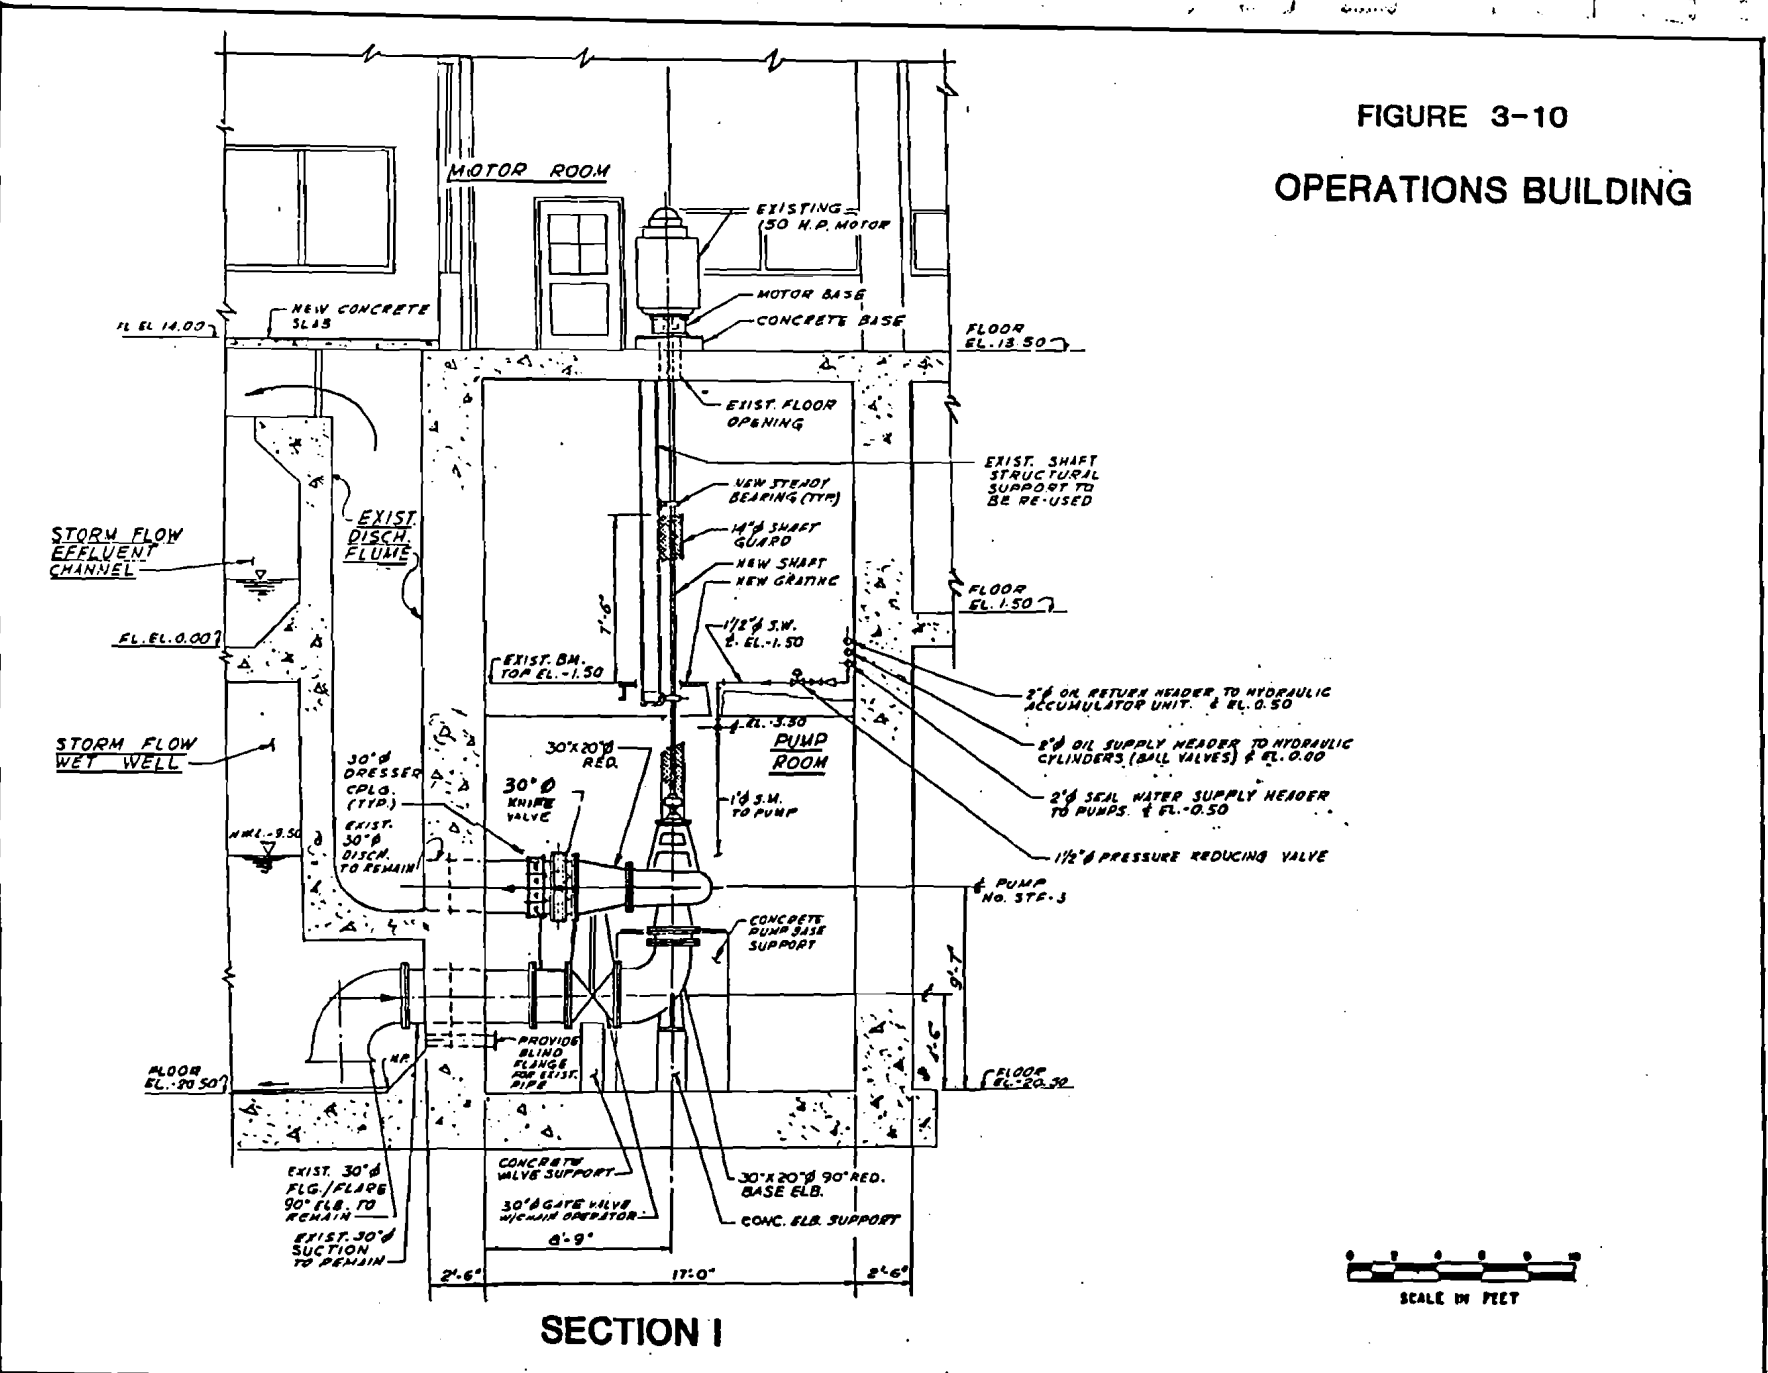 FIGURE 3-10
OPERATIONS BUILDING
MOTOR ROOM
EXISTING
150 H.P. MOTOR
MOTOR BASE
CONCRETE BASE
NEW CONCRETE
SLAB
FL EL 14.00
FLOOR
EL. 13.50
EXIST. FLOOR
OPENING
EXIST. SHAFT
STRUCTURAL
SUPPORT TO
BE RE-USED
NEW STEADY
BEARING (TYP.)
14"Ø SHAFT
GUARD
NEW SHAFT
NEW GRATING
EXIST.
DISCH.
FLUME
STORM FLOW
EFFLUENT
CHANNEL
7'-6"
FLOOR
EL. 1.50
1 1/2"Ø S.W.
℄ EL.-1.50
FL. EL. 0.00
EXIST. BM.
TOP EL. -1.50
2"Ø OIL RETURN HEADER TO HYDRAULIC
ACCUMULATOR UNIT. ℄ EL. 0.50
℄ EL. -3.50
PUMP
ROOM
2"Ø OIL SUPPLY HEADER TO HYDRAULIC
CYLINDERS (BALL VALVES) ℄ EL. 0.00
STORM FLOW
WET WELL
30"X20"Ø
RED.
30"Ø
DRESSER
CPLG.
(TYP.)
30"Ø
KNIFE
VALVE
2"Ø SEAL WATER SUPPLY HEADER
TO PUMPS. ℄ EL.-0.50
TO PUMP
EXIST.
30"Ø
DISCH.
TO REMAIN
1 1/2"Ø PRESSURE REDUCING VALVE
℄ PUMP
NO. STF-3
CONCRETE
PUMP BASE
SUPPORT
9'-7"
PROVIDE
BLIND
FLANGE
FOR EXIST.
PIPE
FLOOR
EL. -20.50
FLOOR
EL. -20.50
EXIST. 30"Ø
FLG./FLARE
90° ELB. TO
REMAIN
CONCRETE
VALVE SUPPORT
30"X20"Ø 90° RED.
BASE ELB.
30"Ø GATE VALVE
W/CHAIN OPERATOR
CONC. ELB. SUPPORT
EXIST. 30"Ø
SUCTION
TO REMAIN
8'-9"
2'-6"
17'-0"
2'-6"
SCALE IN FEET
SECTION I